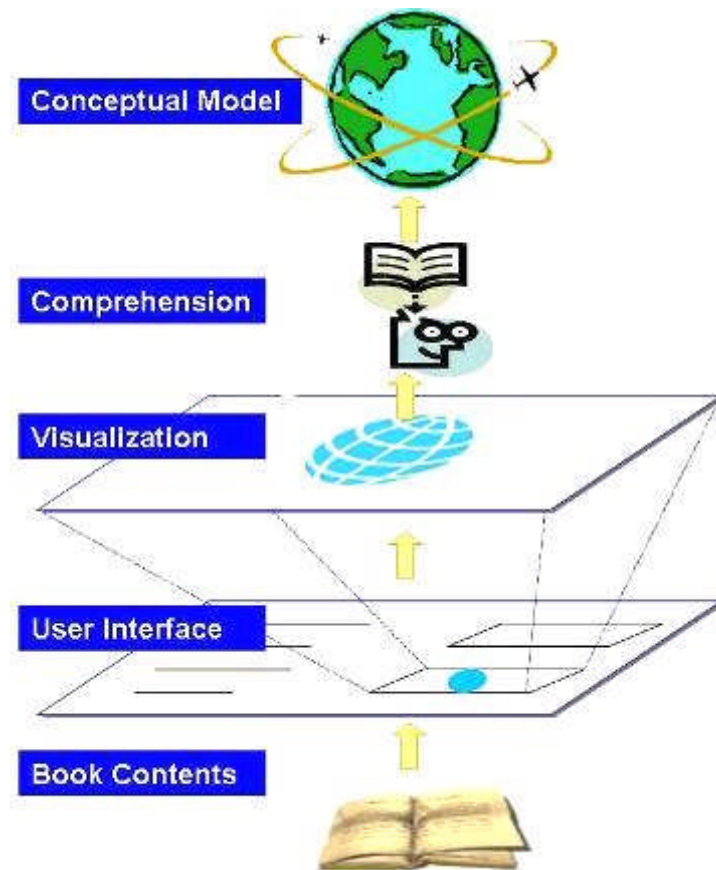 Conceptual Model
Comprehension
Visualization
User Interface
Book Contents